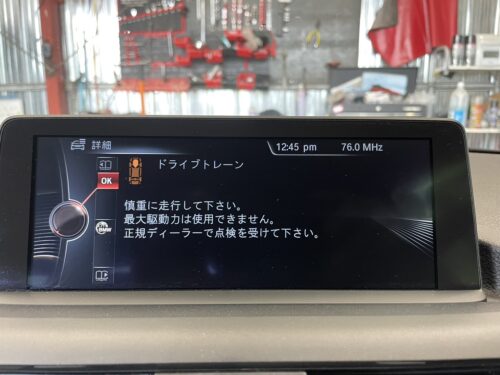 詳細
12:45 pm
76.0 MHz
ドライブトレーン
OK
慎重に走行して下さい。
最大駆動力は使用できません。
正規ディーラーで点検を受けて下さい。
BMW